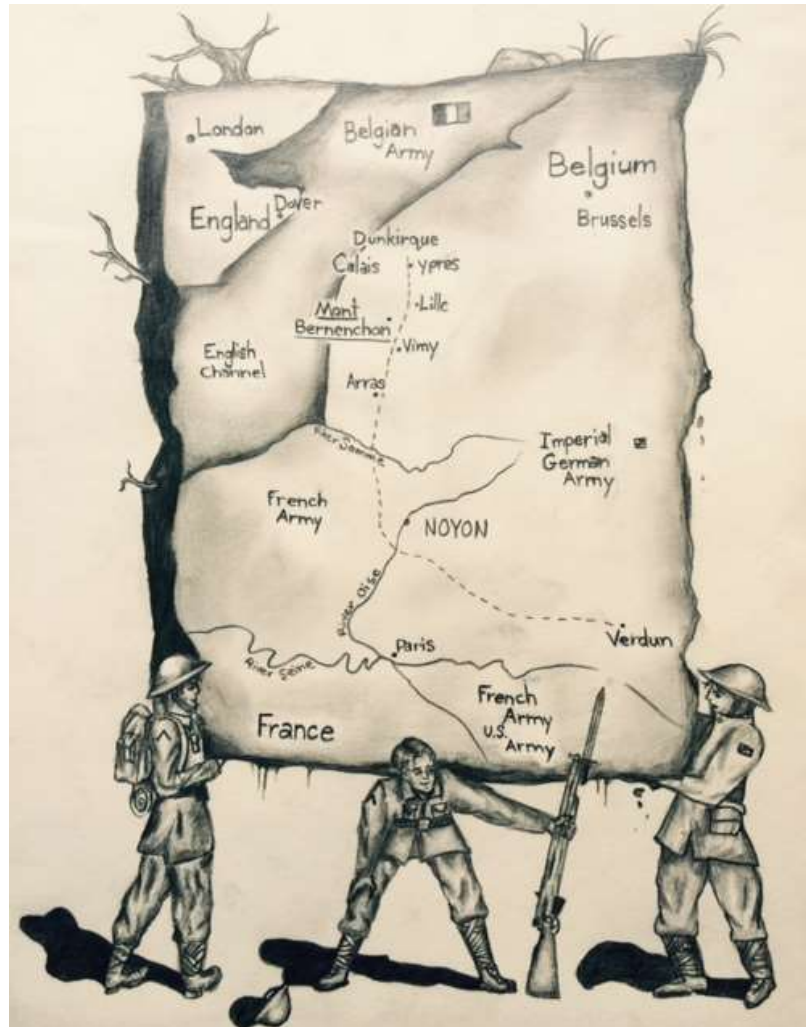 London
Belgian
Army
Belgium
Brussels
Dover
England
Dunkirque
Calais
Ypres
Lille
Mont
Bernenchon
Vimy
English
Channel
Arras
River Somme
Imperial
German
Army
French
Army
NOYON
River Oise
Verdun
Paris
River Seine
French
Army
U.S.
Army
France